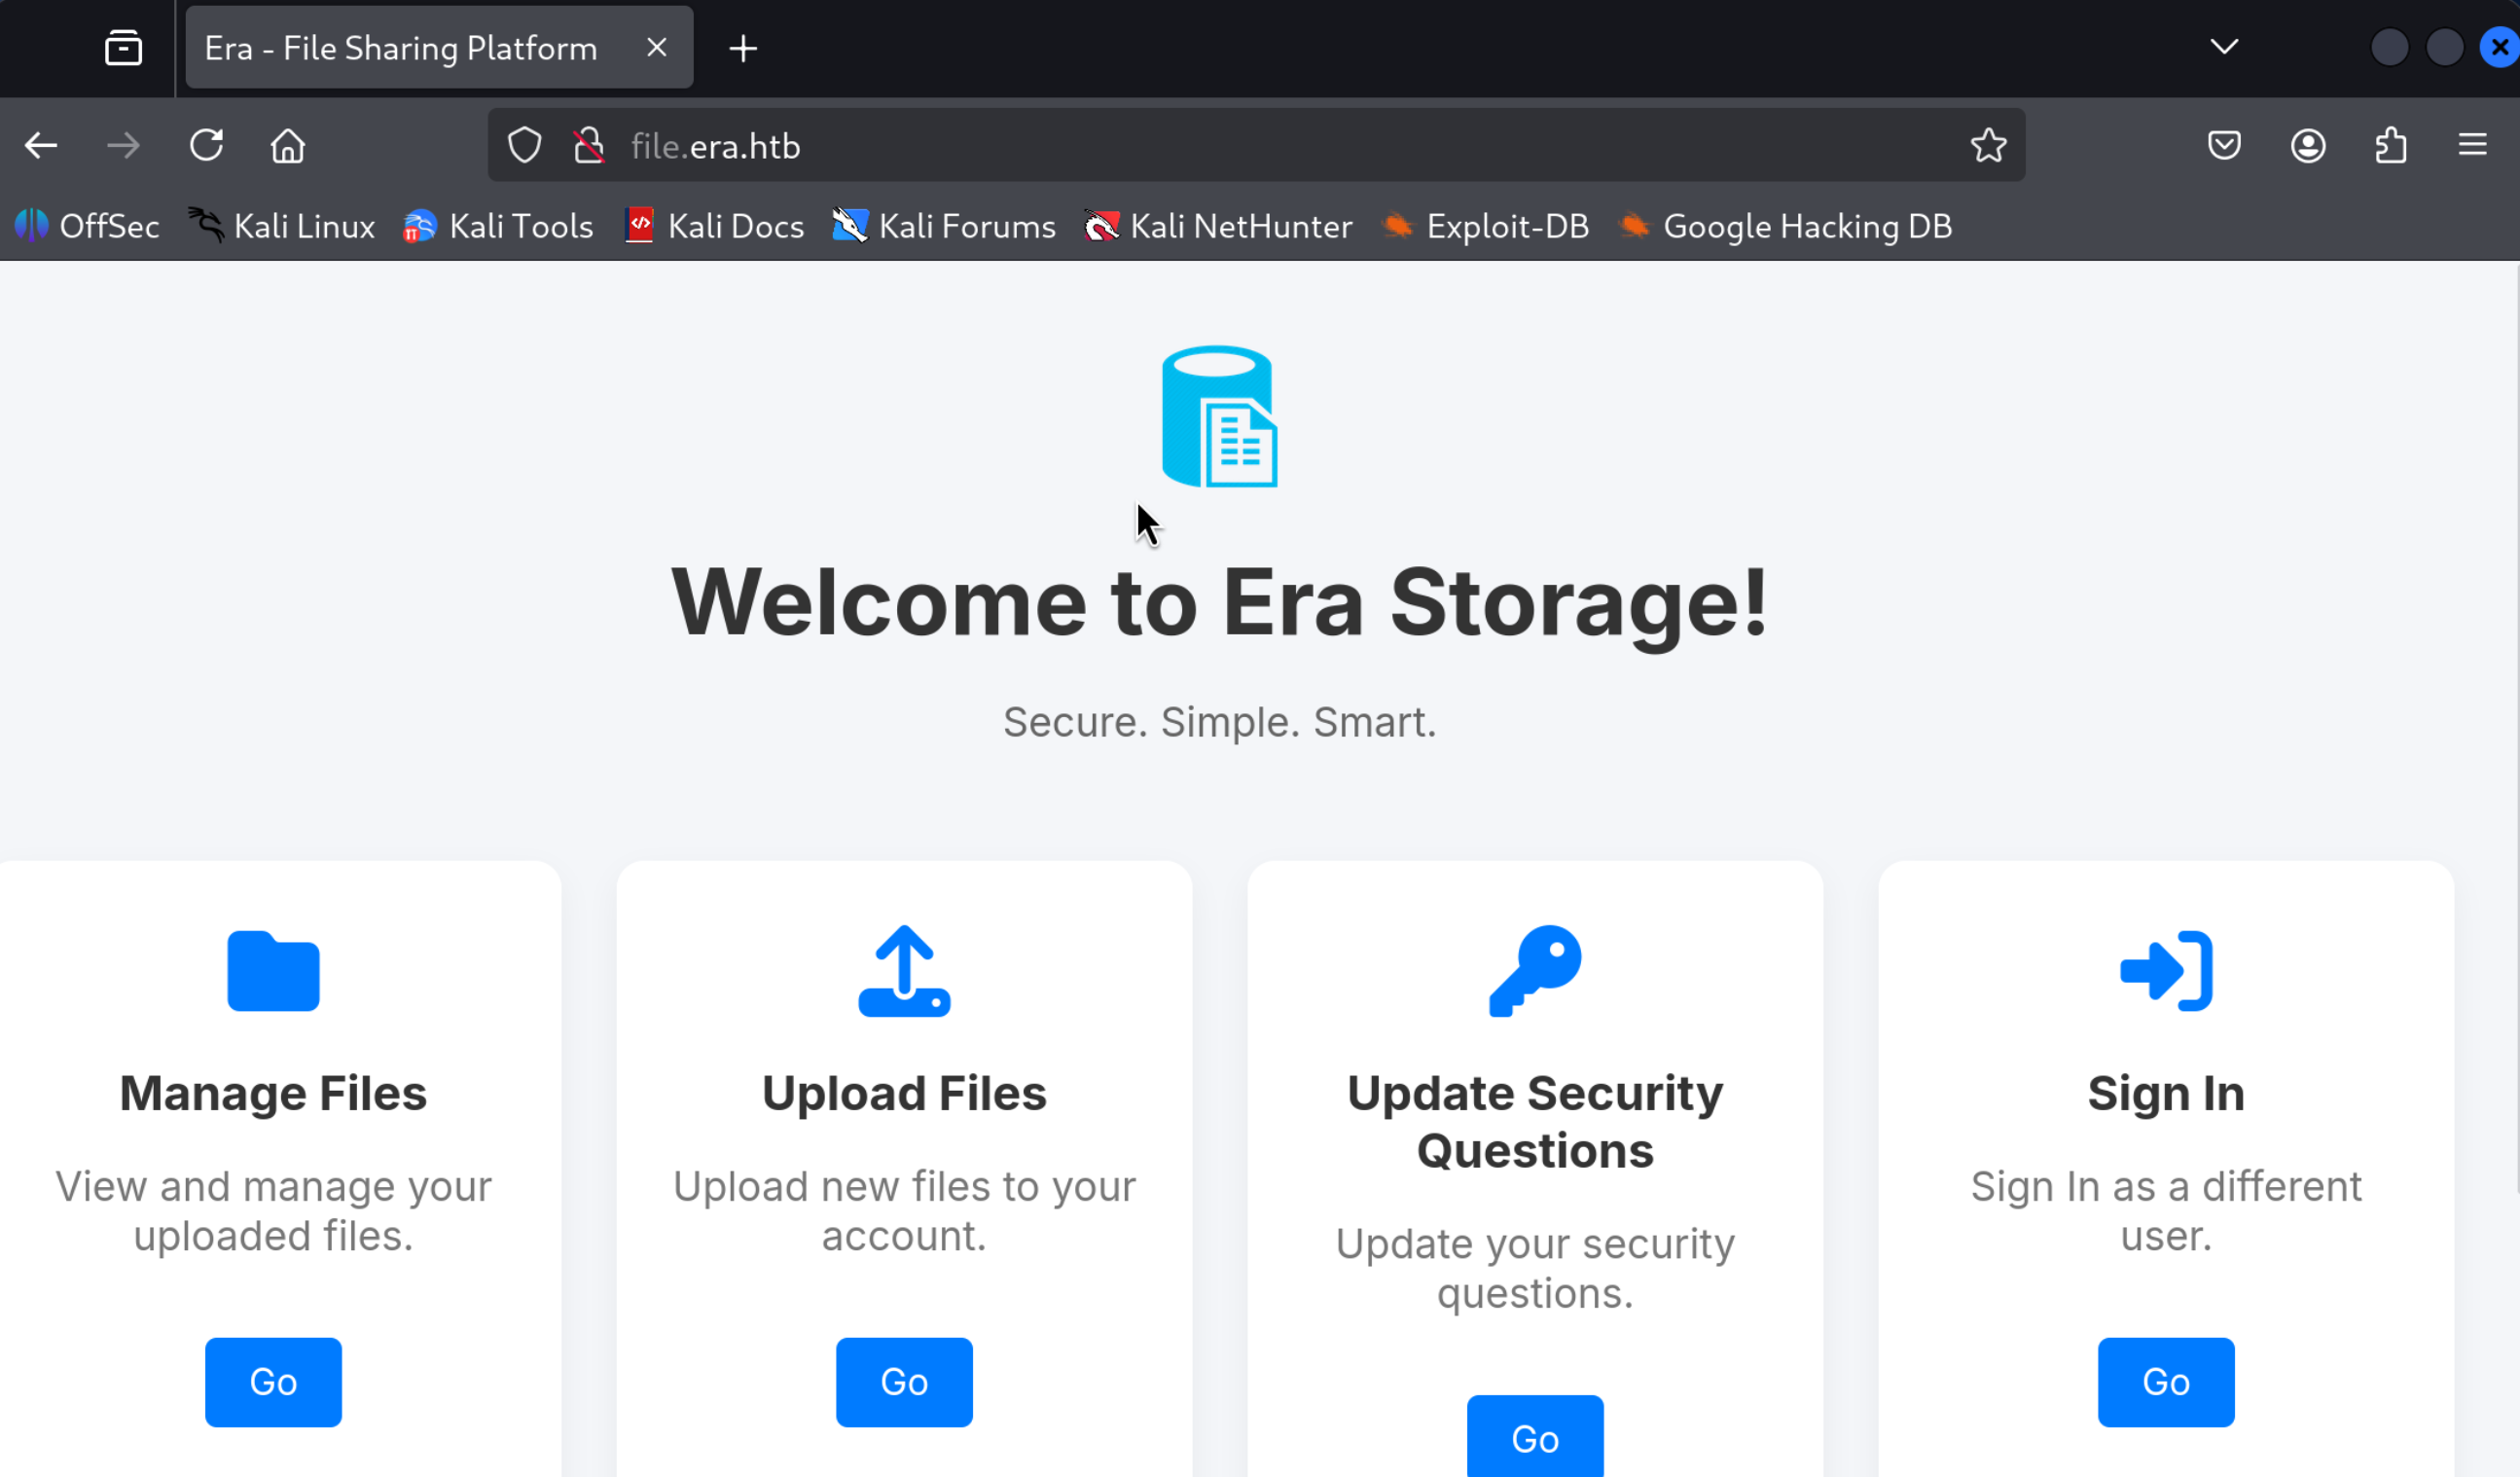 Era - File Sharing Platform
file.era.htb
OffSec Kali Linux Kali Tools Kali Docs Kali Forums Kali NetHunter Exploit-DB Google Hacking DB
Welcome to Era Storage!
Secure. Simple. Smart.
Manage Files
View and manage your
uploaded files.
Go
Upload Files
Upload new files to your
account.
Go
Update Security
Questions
Update your security
questions.
Go
Sign In
Sign In as a different
user.
Go